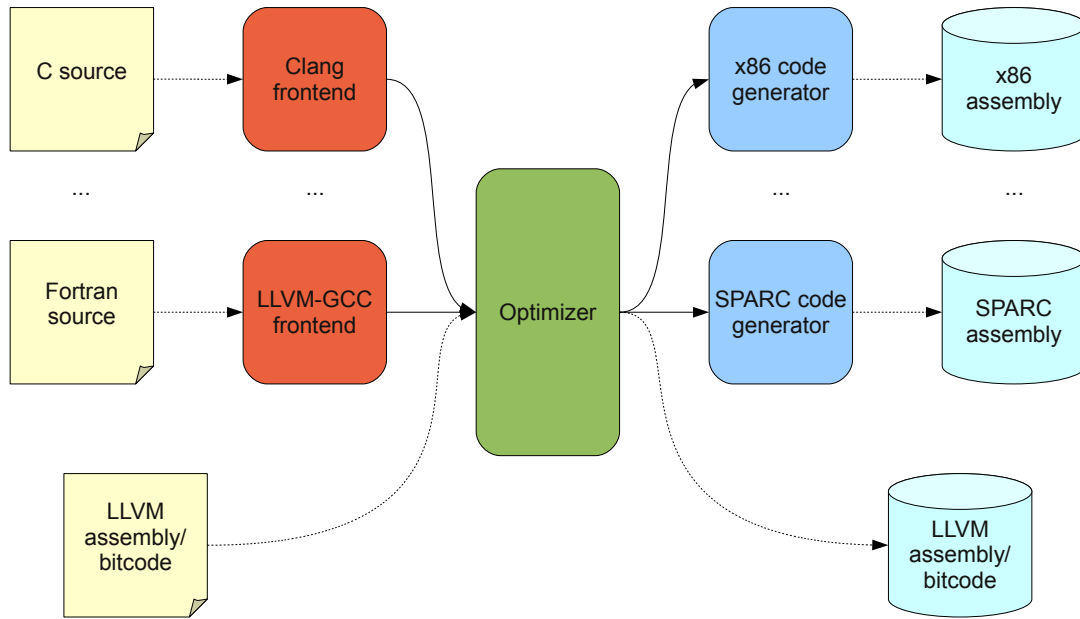 C source
Clang
frontend
x86 code
generator
x86
assembly
...
...
...
...
Fortran
source
LLVM-GCC
frontend
Optimizer
SPARC code
generator
SPARC
assembly
LLVM
assembly/
bitcode
LLVM
assembly/
bitcode